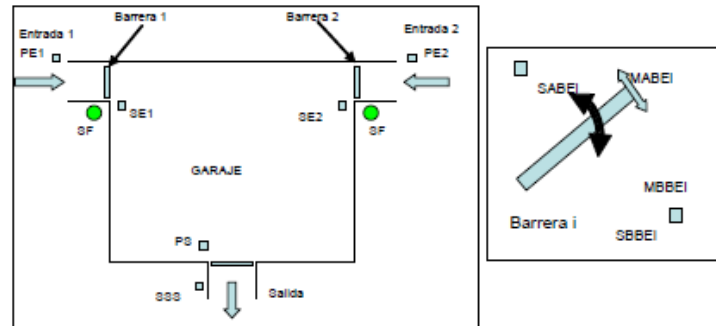 Barrera 1
Barrera 2
Entrada 1
Entrada 2
PE1
PE2
SE1
SE2
SF
SF
GARAJE
PS
SSS
Salida
SABEI
MABEI
MBBEI
SBBEI
Barrera i